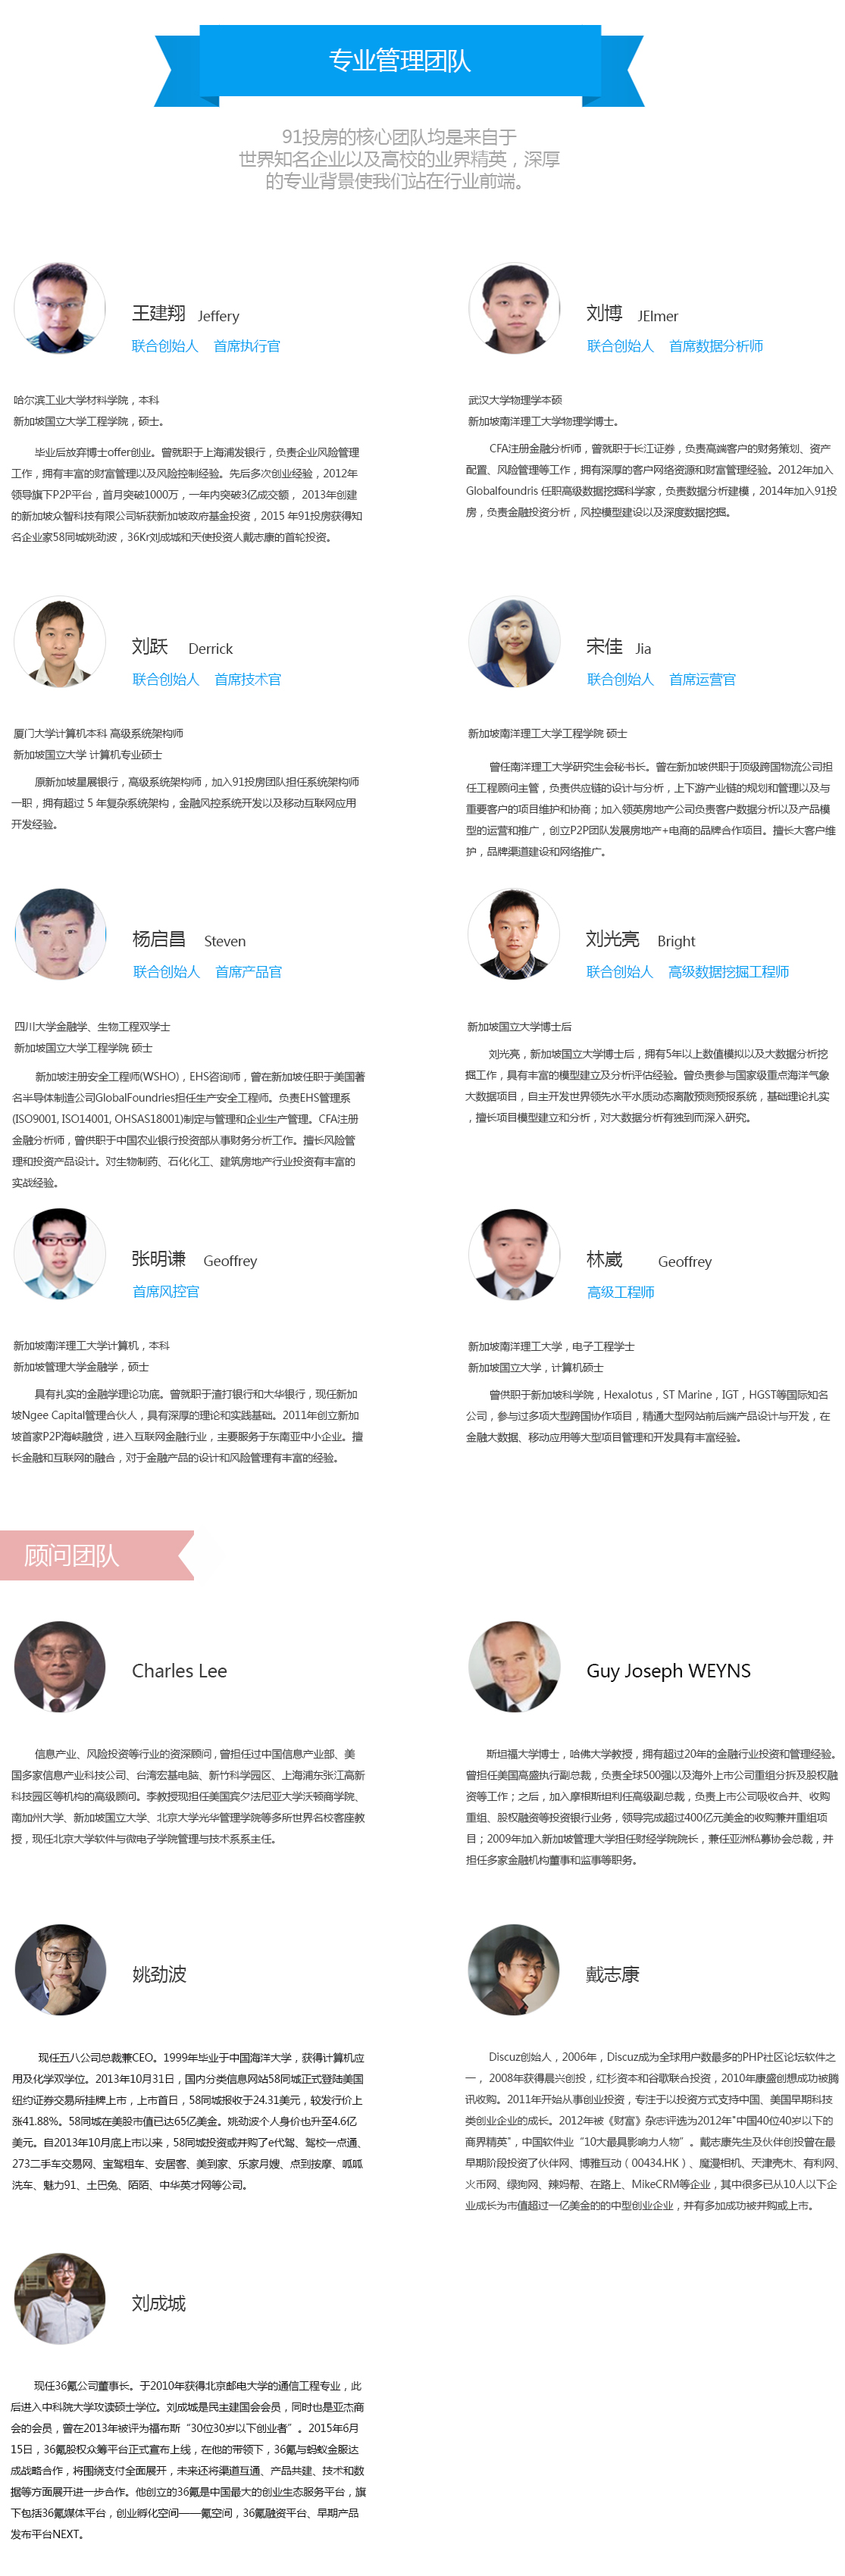 专业管理团队
91投房的核心团队均是来自于
世界知名企业以及高校的业界精英，深厚
的专业背景使我们站在行业前端。
王建翔 Jeffery
联合创始人 首席执行官
哈尔滨工业大学材料学院，本科
新加坡国立大学工程学院，硕士。
毕业后放弃博士offer创业。曾就职于上海浦发银行，负责企业风险管理
工作，拥有丰富的财富管理以及风险控制经验。先后多次创业经验，2012年
领导旗下P2P平台，首月突破1000万，一年内突破3亿成交额， 2013年创建
的新加坡众智科技有限公司斩获新加坡政府基金投资，2015 年91投房获得知
名企业家58同城姚劲波，36Kr刘成城和天使投资人戴志康的首轮投资。
刘博 JElmer
联合创始人 首席数据分析师
武汉大学物理学本硕
新加坡南洋理工大学物理学博士。
CFA注册金融分析师，曾就职于长江证券，负责高端客户的财务策划、资产
配置、风险管理等工作，拥有深厚的客户网络资源和财富管理经验。2012年加入
Globalfoundris 任职高级数据挖掘科学家，负责数据分析建模，2014年加入91投
房，负责金融投资分析，风控模型建设以及深度数据挖掘。
刘跃 Derrick
联合创始人 首席技术官
厦门大学计算机本科 高级系统架构师
新加坡国立大学 计算机专业硕士
原新加坡星展银行，高级系统架构师，加入91投房团队担任系统架构师
一职，拥有超过 5 年复杂系统架构，金融风控系统开发以及移动互联网应用
开发经验。
宋佳 Jia
联合创始人 首席运营官
新加坡南洋理工大学工程学院 硕士
曾任南洋理工大学研究生会秘书长。曾在新加坡供职于顶级跨国物流公司担
任工程顾问主管，负责供应链的设计与分析，上下游产业链的规划和管理以及与
重要客户的项目维护和协商；加入领英房地产公司负责客户数据分析以及产品模
型的运营和推广，创立P2P团队发展房地产+电商的品牌合作项目。擅长大客户维
护，品牌渠道建设和网络推广。
杨启昌 Steven
联合创始人 首席产品官
四川大学金融学、生物工程双学士
新加坡国立大学工程学院 硕士
新加坡注册安全工程师(WSHO)，EHS咨询师，曾在新加坡任职于美国著
名半导体制造公司GlobalFoundries担任生产安全工程师。负责EHS管理系
(ISO9001, ISO14001, OHSAS18001)制定与管理和企业生产管理。CFA注册
金融分析师，曾供职于中国农业银行投资部从事财务分析工作。擅长风险管
理和投资产品设计。对生物制药、石化化工、建筑房地产行业投资有丰富的
实战经验。
刘光亮 Bright
联合创始人 高级数据挖掘工程师
新加坡国立大学博士后
刘光亮，新加坡国立大学博士后，拥有5年以上数值模拟以及大数据分析挖
掘工作，具有丰富的模型建立及分析评估经验。曾负责参与国家级重点海洋气象
大数据项目，自主开发世界领先水平水质动态离散预测预报系统，基础理论扎实
，擅长项目模型建立和分析，对大数据分析有独到而深入研究。
张明谦 Geoffrey
首席风控官
新加坡南洋理工大学计算机，本科
新加坡管理大学金融学，硕士
具有扎实的金融学理论功底。曾就职于渣打银行和大华银行，现任新加
坡Ngee Capital管理合伙人，具有深厚的理论和实践基础。2011年创立新加
坡首家P2P海峡融贷，进入互联网金融行业，主要服务于东南亚中小企业。擅
长金融和互联网的融合，对于金融产品的设计和风险管理有丰富的经验。
林崴 Geoffrey
高级工程师
新加坡南洋理工大学，电子工程学士
新加坡国立大学，计算机硕士
曾供职于新加坡科学院，Hexalotus，ST Marine，IGT，HGST等国际知名
公司，参与过多项大型跨国协作项目，精通大型网站前后端产品设计与开发，在
金融大数据、移动应用等大型项目管理和开发具有丰富经验。
顾问团队
Charles Lee
信息产业、风险投资等行业的资深顾问，曾担任过中国信息产业部、美
国多家信息产业科技公司、台湾宏基电脑、新竹科学园区、上海浦东张江高新
科技园区等机构的高级顾问。李教授现担任美国宾夕法尼亚大学沃顿商学院、
南加州大学、新加坡国立大学、北京大学光华管理学院等多所世界名校客座教
授，现任北京大学软件与微电子学院管理与技术系系主任。
Guy Joseph WEYNS
斯坦福大学博士，哈佛大学教授，拥有超过20年的金融行业投资和管理经验。
曾担任美国高盛执行副总裁，负责全球500强以及海外上市公司重组分拆及股权融
资等工作；之后，加入摩根斯坦利任高级副总裁，负责上市公司吸收合并、收购
重组、股权融资等投资银行业务，领导完成超过400亿元美金的收购兼并重组项
目；2009年加入新加坡管理大学担任财经学院院长，兼任亚洲私募协会总裁，并
担任多家金融机构董事和监事等职务。
姚劲波
现任五八公司总裁兼CEO。1999年毕业于中国海洋大学，获得计算机应
用及化学双学位。2013年10月31日，国内分类信息网站58同城正式登陆美国
纽约证券交易所挂牌上市，上市首日，58同城报收于24.31美元，较发行价上
涨41.88%。58同城在美股市值已达65亿美金。姚劲波个人身价也升至4.6亿
美元。自2013年10月底上市以来，58同城投资或并购了e代驾、驾校一点通、
273二手车交易网、宝驾租车、安居客、美到家、乐家月嫂、点到按摩、呱呱
洗车、魅力91、土巴兔、陌陌、中华英才网等公司。
戴志康
Discuz创始人，2006年，Discuz成为全球用户数最多的PHP社区论坛软件之
一， 2008年获得晨兴创投，红杉资本和谷歌联合投资，2010年康盛创想成功被腾
讯收购。2011年开始从事创业投资，专注于以投资方式支持中国、美国早期科技
类创业企业的成长。2012年被《财富》杂志评选为2012年"中国40位40岁以下的
商界精英"，中国软件业 “10大最具影响力人物” 。戴志康先生及伙伴创投曾在最
早期阶段投资了伙伴网、博雅互动（00434.HK）、魔漫相机、天津壳木、有利网、
火币网、绿狗网、辣妈帮、在路上、MikeCRM等企业，其中很多已从10人以下企
业成长为市值超过一亿美金的的中型创业企业，并有多加成功被并购或上市。
刘成城
现任36氪公司董事长。于2010年获得北京邮电大学的通信工程专业，此
后进入中科院大学攻读硕士学位。刘成城是民主建国会会员，同时也是亚杰商
会的会员，曾在2013年被评为福布斯 “30位30岁以下创业者” 。2015年6月
15日，36氪股权众筹平台正式宣布上线，在他的带领下，36氪与蚂蚁金服达
成战略合作，将围绕支付全面展开，未来还将渠道互通、产品共建、技术和数
据等方面展开进一步合作。他创立的36氪是中国最大的创业生态服务平台，旗
下包括36氪媒体平台，创业孵化空间——氪空间，36氪融资平台、早期产品
发布平台NEXT。